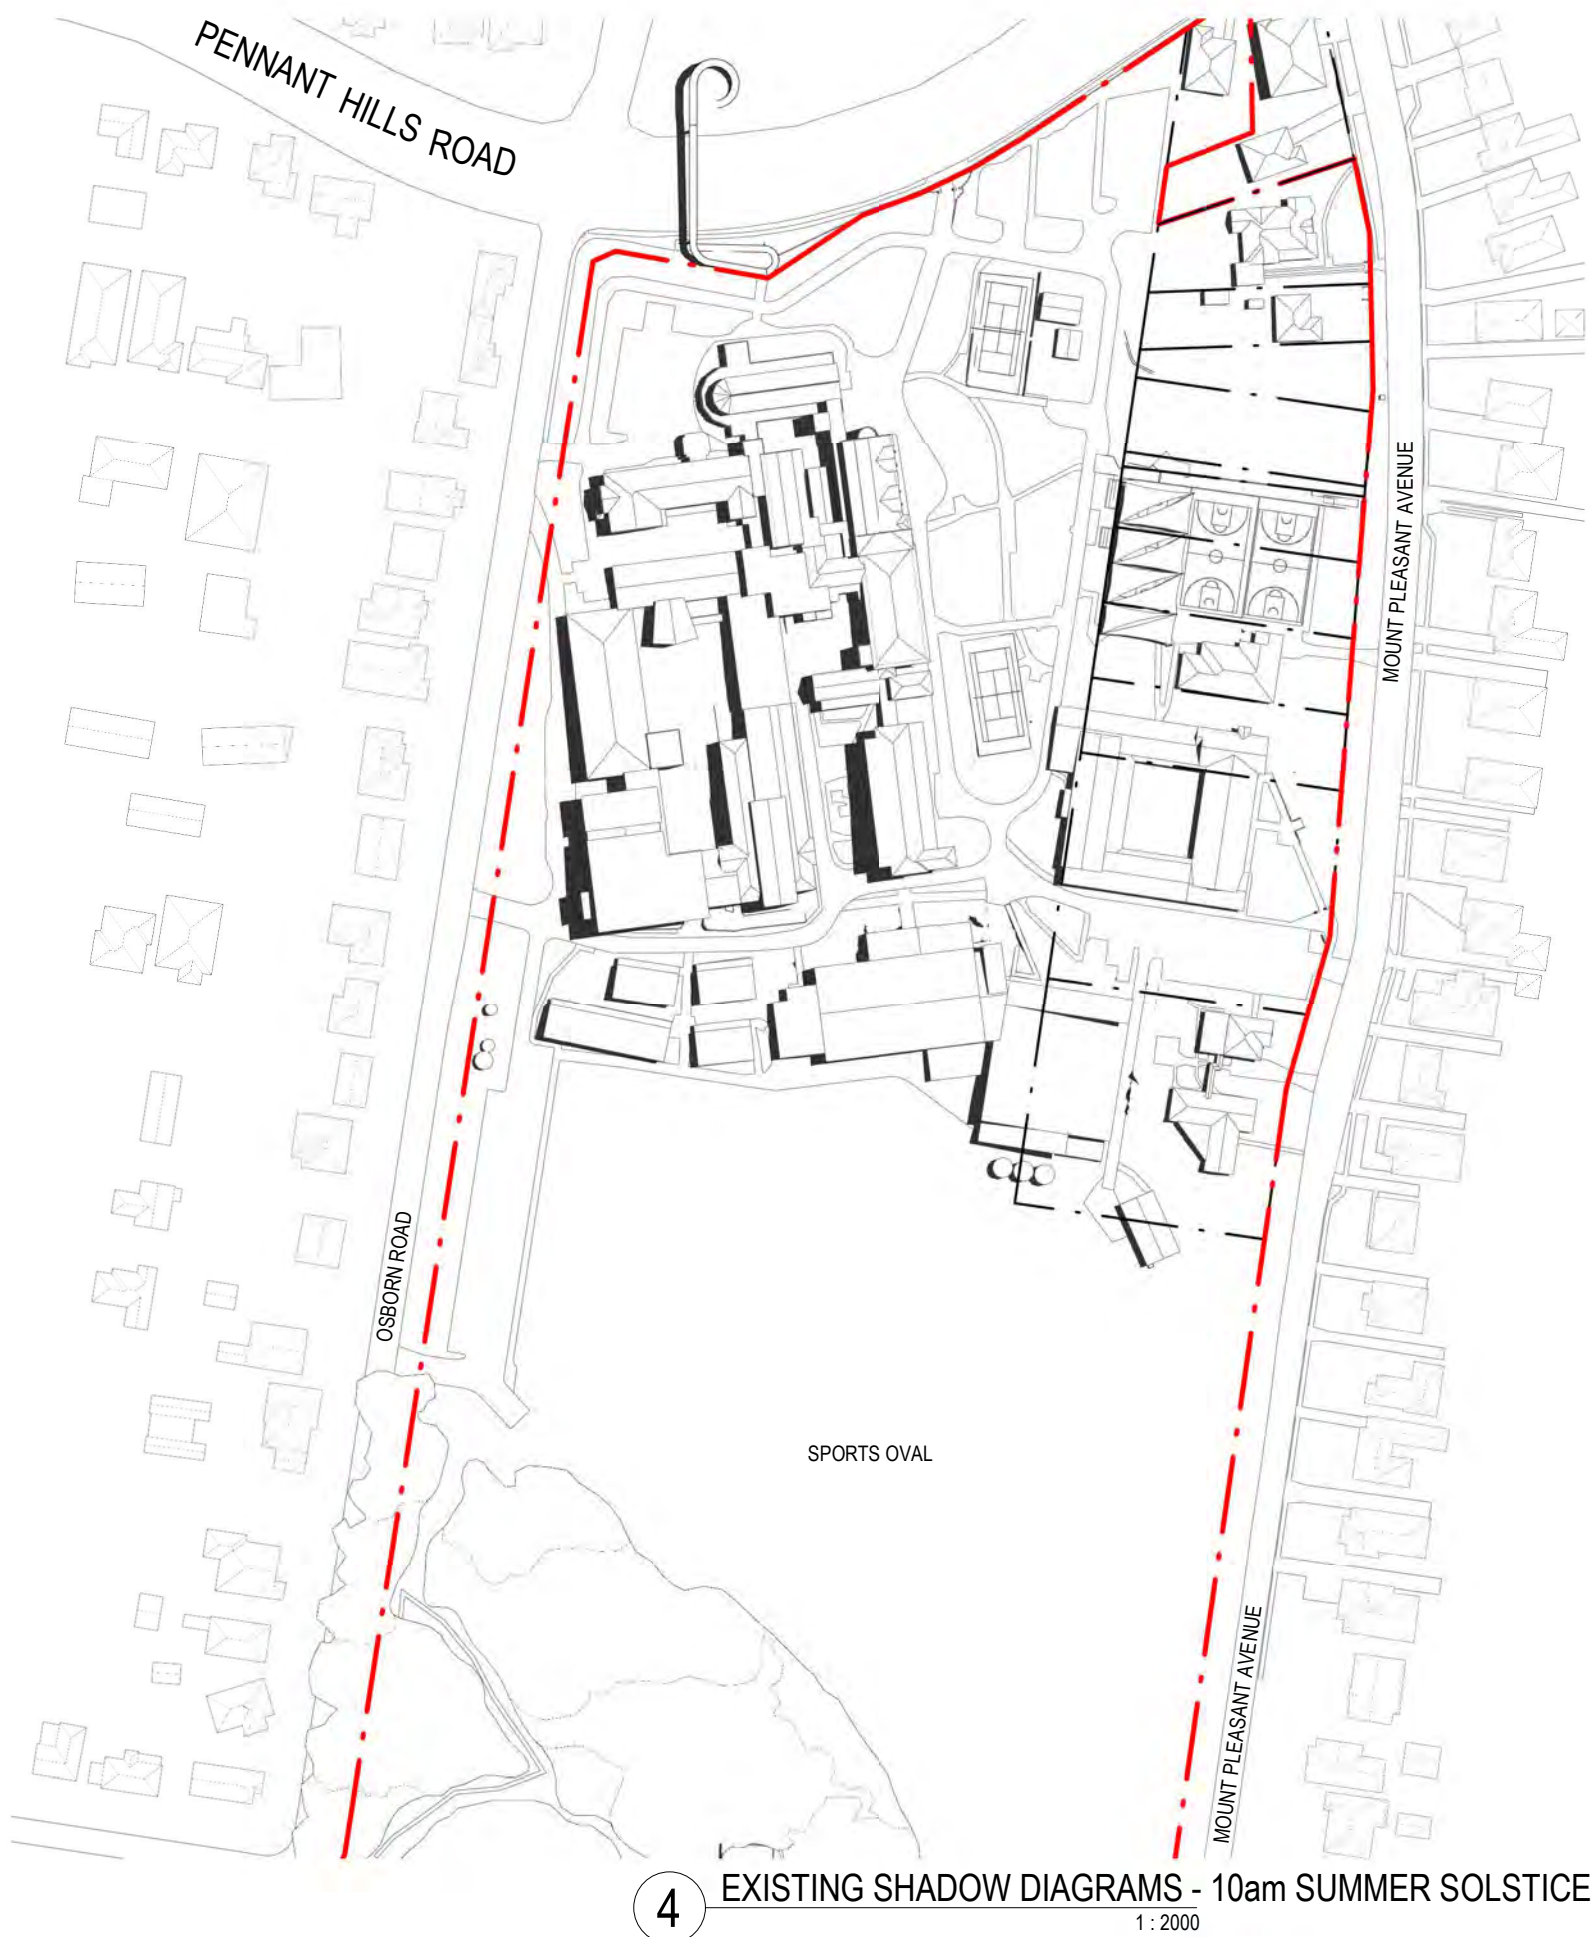 PENNANT HILLS ROAD
MOUNT PLEASANT AVENUE
OSBORN ROAD
SPORTS OVAL
MOUNT PLEASANT AVENUE
4
EXISTING SHADOW DIAGRAMS - 10am SUMMER SOLSTICE
1 : 2000